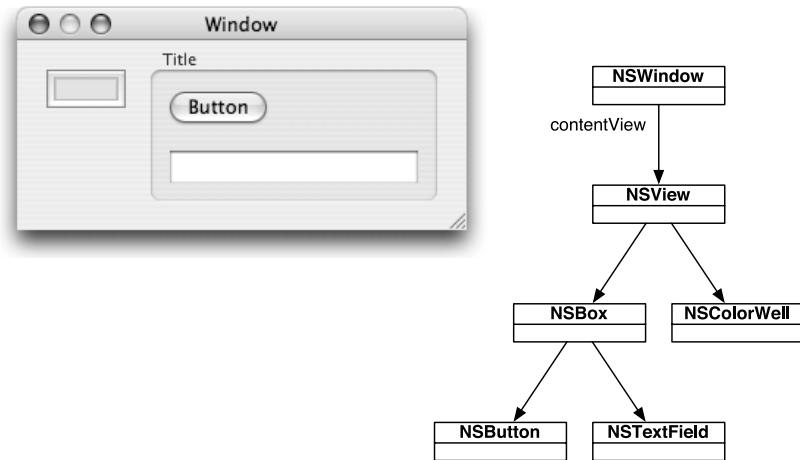 Window
Title
Button
NSWindow
contentView
NSView
NSBox
NSColorWell
NSButton
NSTextField